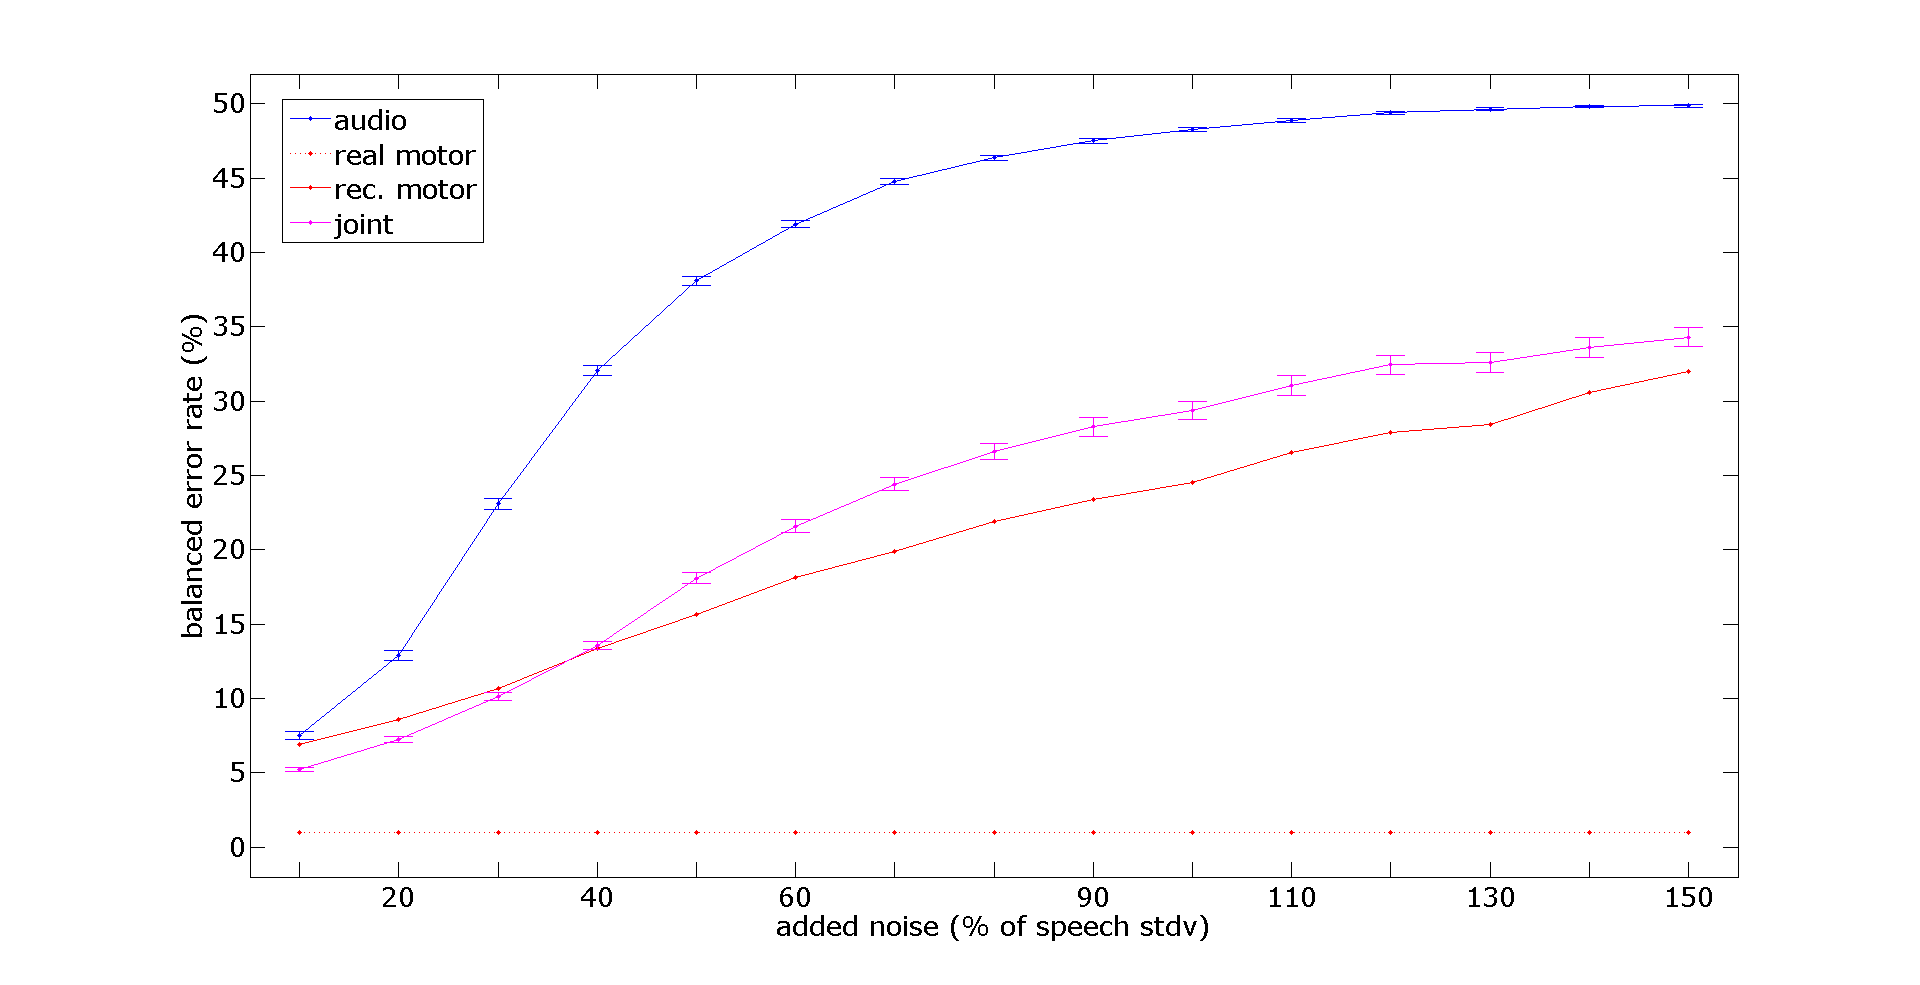 50
45
40
35
30
25
20
15
10
5
0
balanced error rate (%)
audio
real motor
rec. motor
joint
20 40 60 90 110 130 150
added noise (% of speech stdv)